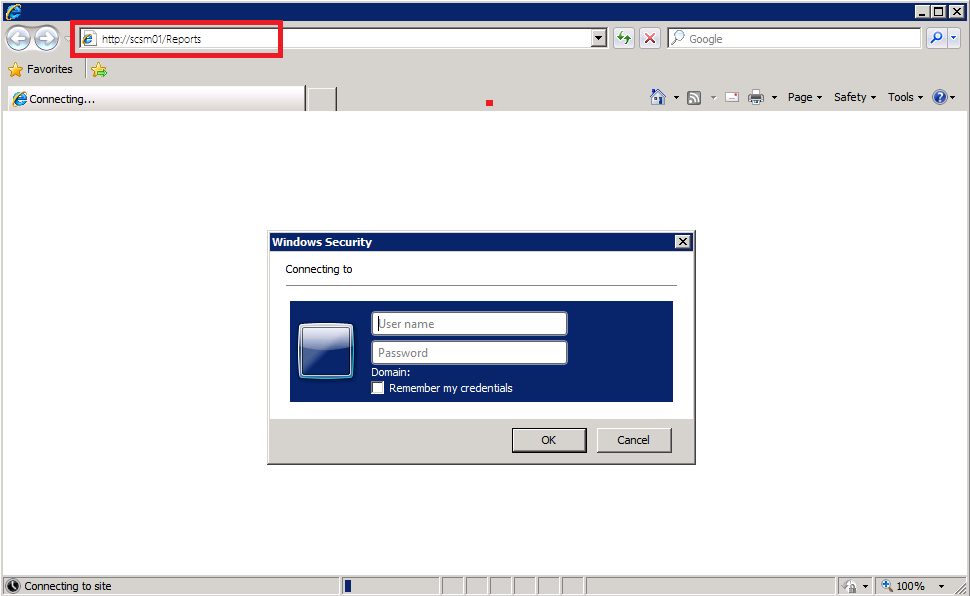 http://scsm01/Reports
Google
Favorites
Connecting...
Page Safety Tools
Windows Security
Connecting to
User name
Password
Domain:
Remember my credentials
OK Cancel
Connecting to site
100%